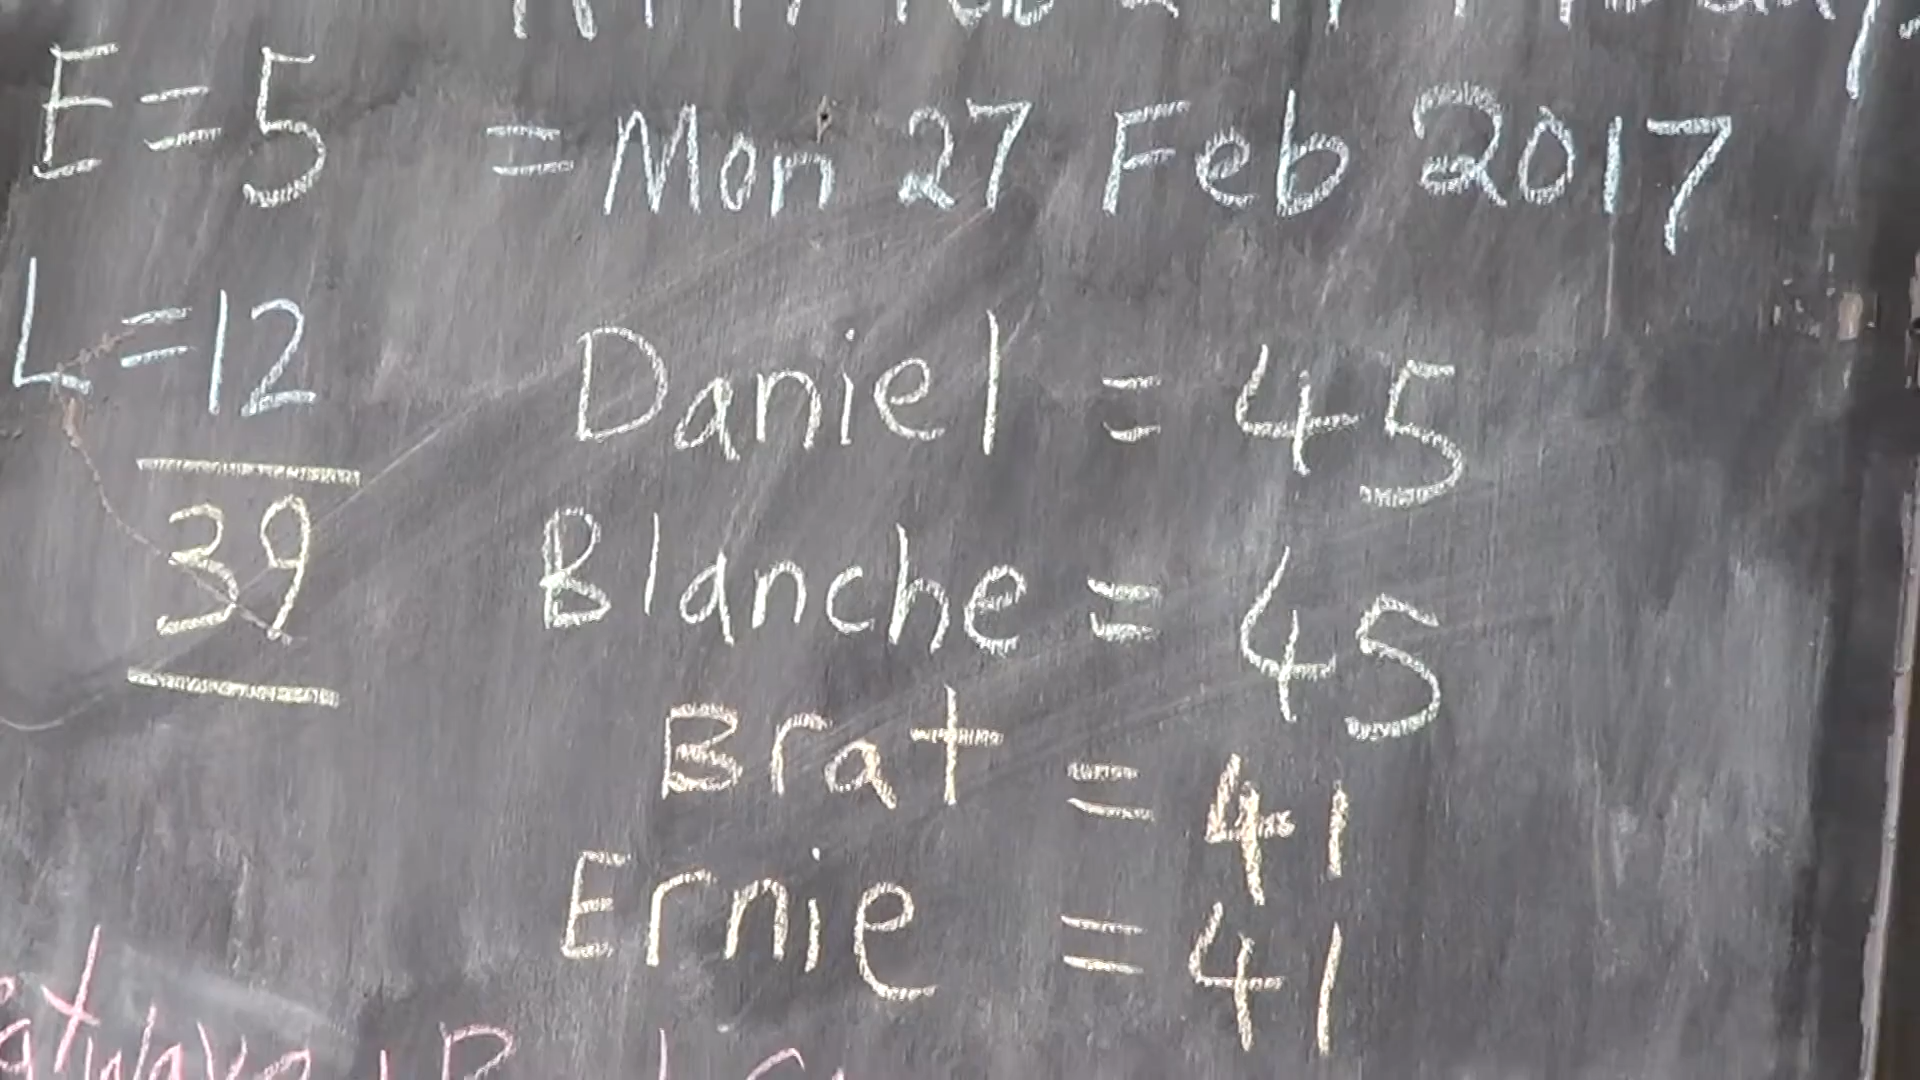 E=5
= Mon 27 Feb 2017
L=12
39
Daniel = 45
Blanche = 45
Brat = 41
Ernie = 41